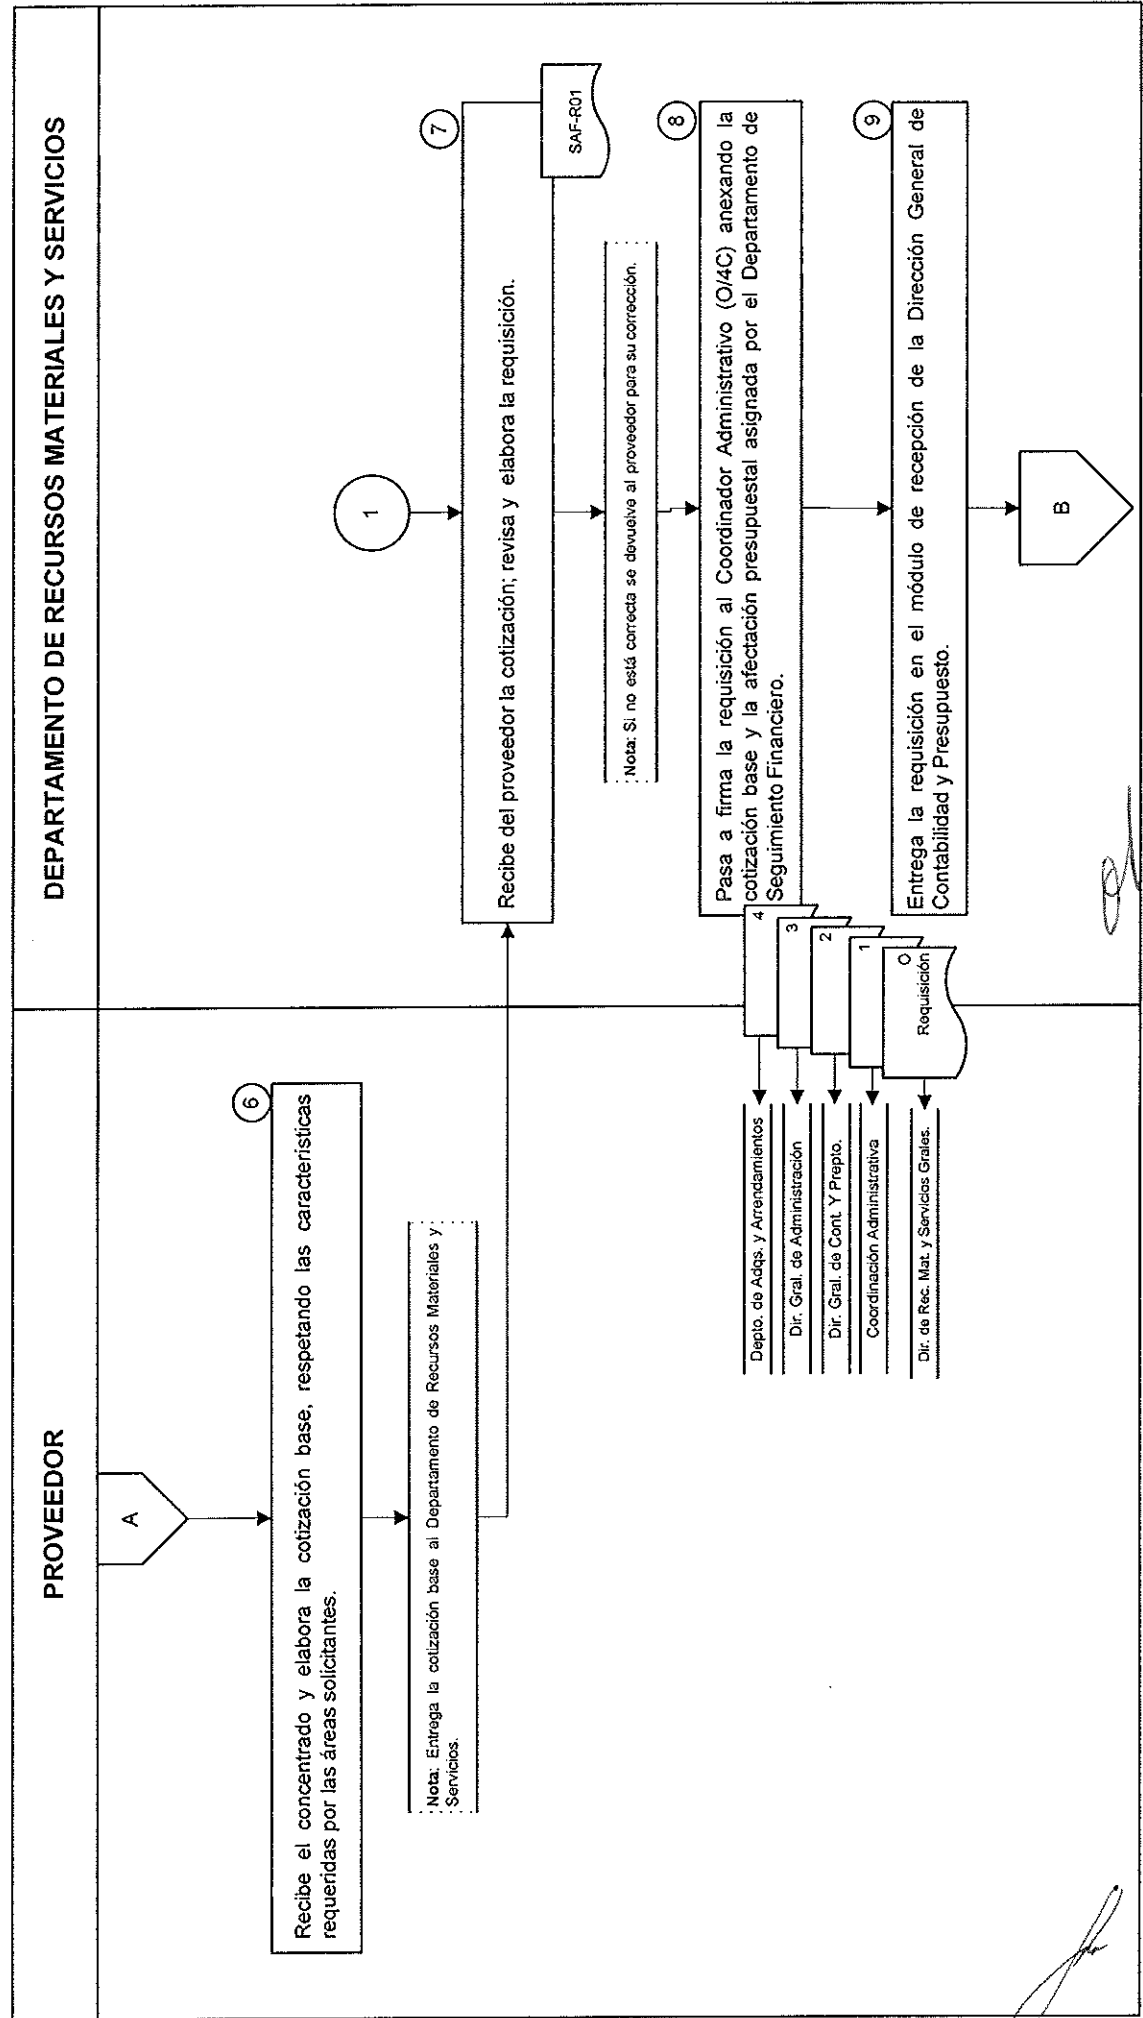 PROVEEDOR
DEPARTAMENTO DE RECURSOS MATERIALES Y SERVICIOS
A
6
Recibe el concentrado y elabora la cotización base, respetando las características
requeridas por las áreas solicitantes.
Nota: Entrega la cotización base al Departamento de Recursos Materiales y
Servicios.
1
7
Recibe del proveedor la cotización; revisa y elabora la requisición.
SAF-R01
Nota: Si no está correcta se devuelve al proveedor para su corrección.
8
Pasa a firma la requisición al Coordinador Administrativo (O/4C) anexando la
cotización base y la afectación presupuestal asignada por el Departamento de
Seguimiento Financiero.
4
3
2
1
O
Requisición
Depto. de Adqs. y Arrendamientos
Dir. Gral. de Administración
Dir. Gral. de Cont. Y Prepto.
Coordinación Administrativa
Dir. de Rec. Mat. y Servicios Grales.
9
Entrega la requisición en el módulo de recepción de la Dirección General de
Contabilidad y Presupuesto.
B